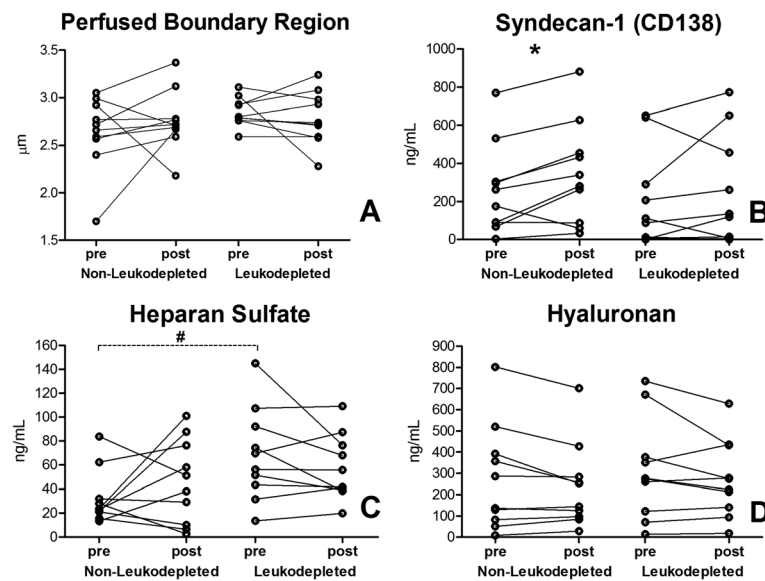 Perfused Boundary Region
3.5
3.0
2.5
2.0
1.5
μm
pre post pre post
Non-Leukodepleted Leukodepleted
A
Syndecan-1 (CD138)
*
1000
800
600
400
200
0
ng/mL
pre post pre post
Non-Leukodepleted Leukodepleted
B
Heparan Sulfate
#
160
140
120
100
80
60
40
20
0
ng/mL
pre post pre post
Non-Leukodepleted Leukodepleted
C
Hyaluronan
900
800
700
600
500
400
300
200
100
0
ng/mL
pre post pre post
Non-Leukodepleted Leukodepleted
D